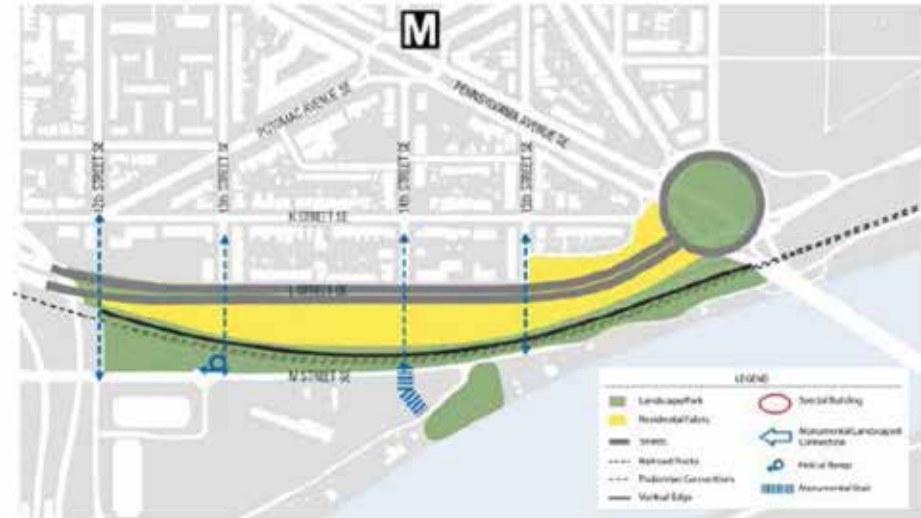 M
POTOMAC AVENUE SE
PENNSYLVANIA AVENUE SE
12th STREET SE
13th STREET SE
14th STREET SE
15th STREET SE
K STREET SE
L STREET SE
M STREET SE
LEGEND
Landscape/Park
Residential Fabric
Streets
Railroad Tracks
Pedestrian Connections
Vertical Edge
Special Building
Monumental Landscaped
Connection
Helical Ramp
Monumental Stair